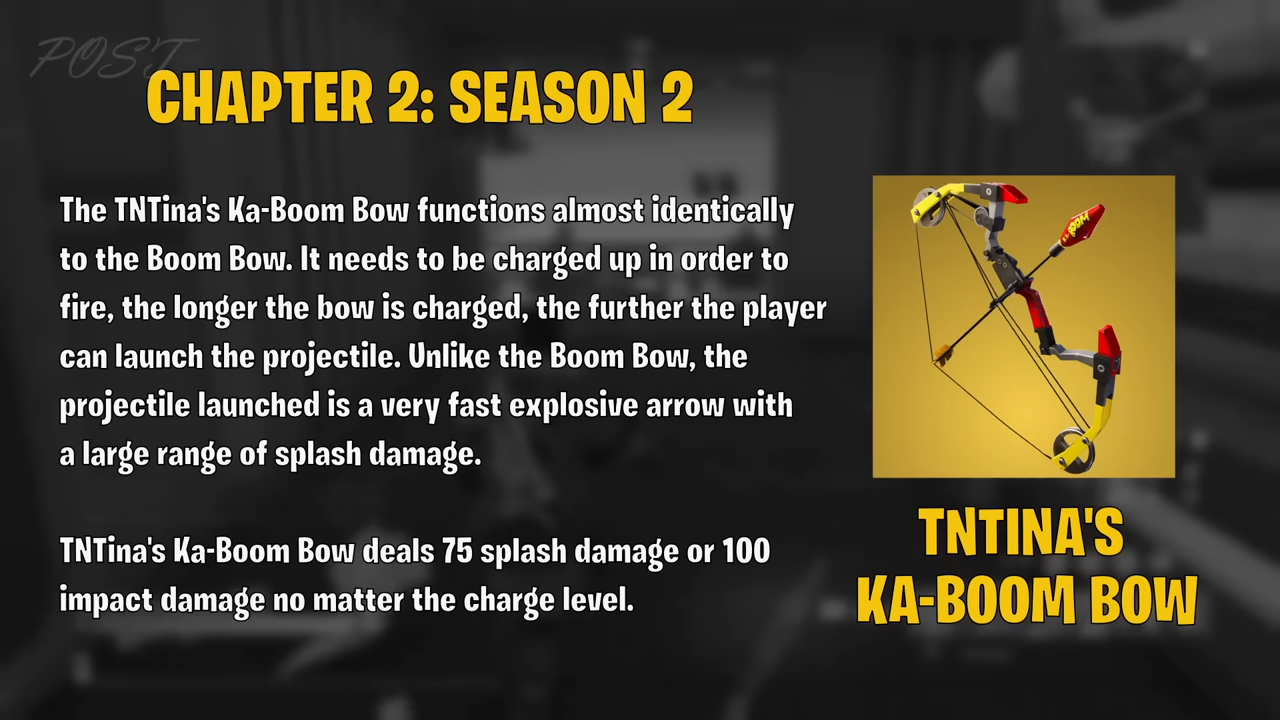 POST
CHAPTER 2: SEASON 2
The TNTina's Ka-Boom Bow functions almost identically
to the Boom Bow. It needs to be charged up in order to
fire, the longer the bow is charged, the further the player
can launch the projectile. Unlike the Boom Bow, the
projectile launched is a very fast explosive arrow with
a large range of splash damage.
TNTina's Ka-Boom Bow deals 75 splash damage or 100
impact damage no matter the charge level.
TNTINA'S
KA-BOOM BOW